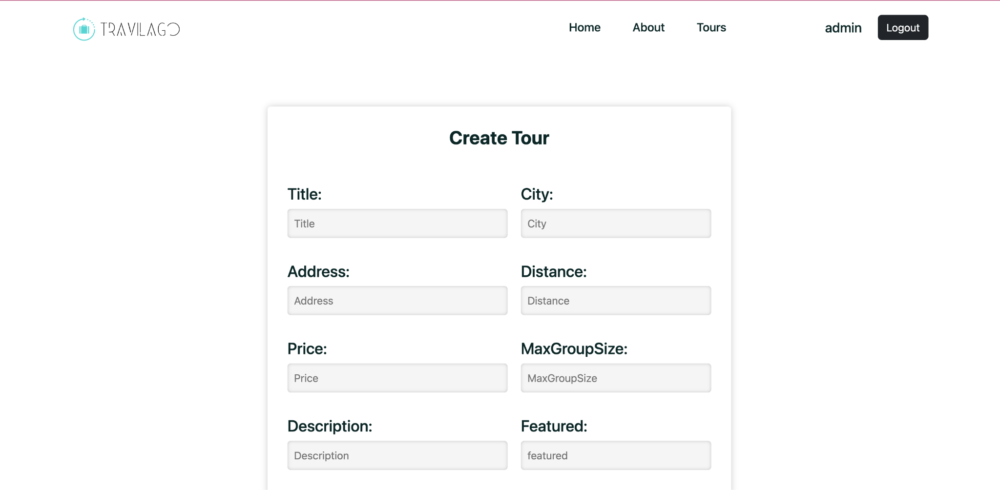 TRAVILAGO Home About Tours admin Logout
Create Tour
Title: City:
Title City
Address: Distance:
Address Distance
Price: MaxGroupSize:
Price MaxGroupSize
Description: Featured:
Description featured